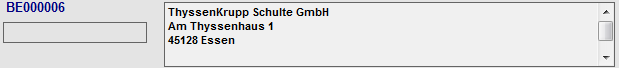 BE000006
ThyssenKrupp Schulte GmbH
Am Thyssenhaus 1
45128 Essen